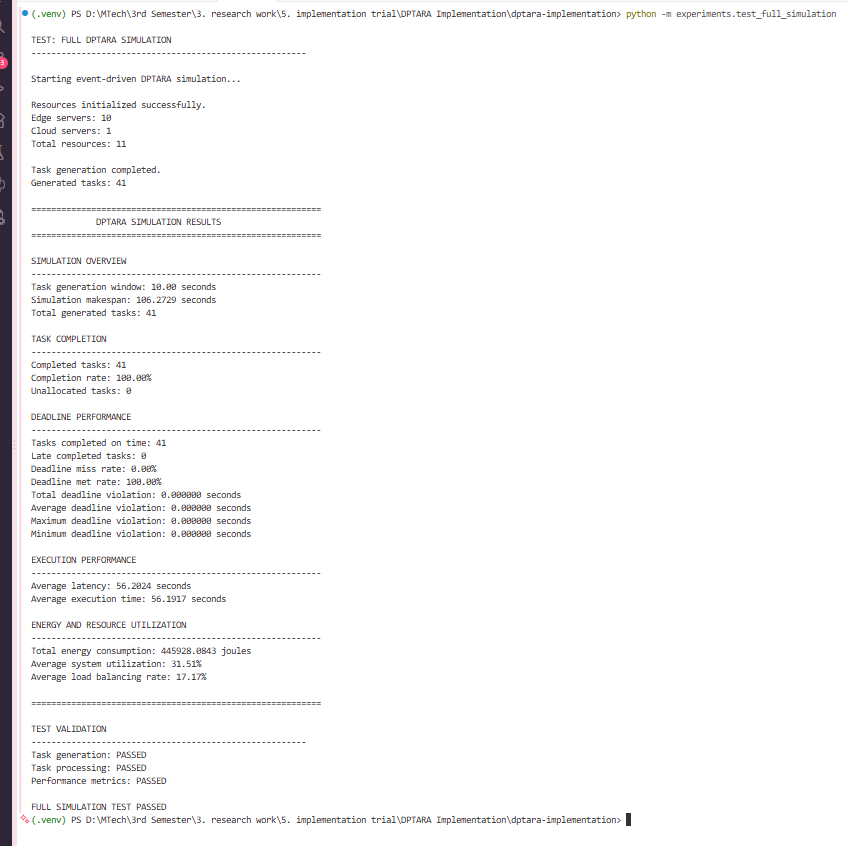 (.venv) PS D:\MTech\3rd Semester\3. research work\5. implementation trial\DPTARA Implementation\dptara-implementation> python -m experiments.test_full_simulation
TEST: FULL DPTARA SIMULATION
-------------------------------------------------------
Starting event-driven DPTARA simulation...
Resources initialized successfully.
Edge servers: 10
Cloud servers: 1
Total resources: 11
Task generation completed.
Generated tasks: 41
==========================================================
DPTARA SIMULATION RESULTS
==========================================================
SIMULATION OVERVIEW
----------------------------------------------------------
Task generation window: 10.00 seconds
Simulation makespan: 106.2729 seconds
Total generated tasks: 41
TASK COMPLETION
----------------------------------------------------------
Completed tasks: 41
Completion rate: 100.00%
Unallocated tasks: 0
DEADLINE PERFORMANCE
----------------------------------------------------------
Tasks completed on time: 41
Late completed tasks: 0
Deadline miss rate: 0.00%
Deadline met rate: 100.00%
Total deadline violation: 0.000000 seconds
Average deadline violation: 0.000000 seconds
Maximum deadline violation: 0.000000 seconds
Minimum deadline violation: 0.000000 seconds
EXECUTION PERFORMANCE
----------------------------------------------------------
Average latency: 56.2024 seconds
Average execution time: 56.1917 seconds
ENERGY AND RESOURCE UTILIZATION
----------------------------------------------------------
Total energy consumption: 445928.0843 joules
Average system utilization: 31.51%
Average load balancing rate: 17.17%
==========================================================
TEST VALIDATION
-------------------------------------------------------
Task generation: PASSED
Task processing: PASSED
Performance metrics: PASSED
FULL SIMULATION TEST PASSED
(.venv) PS D:\MTech\3rd Semester\3. research work\5. implementation trial\DPTARA Implementation\dptara-implementation>
3